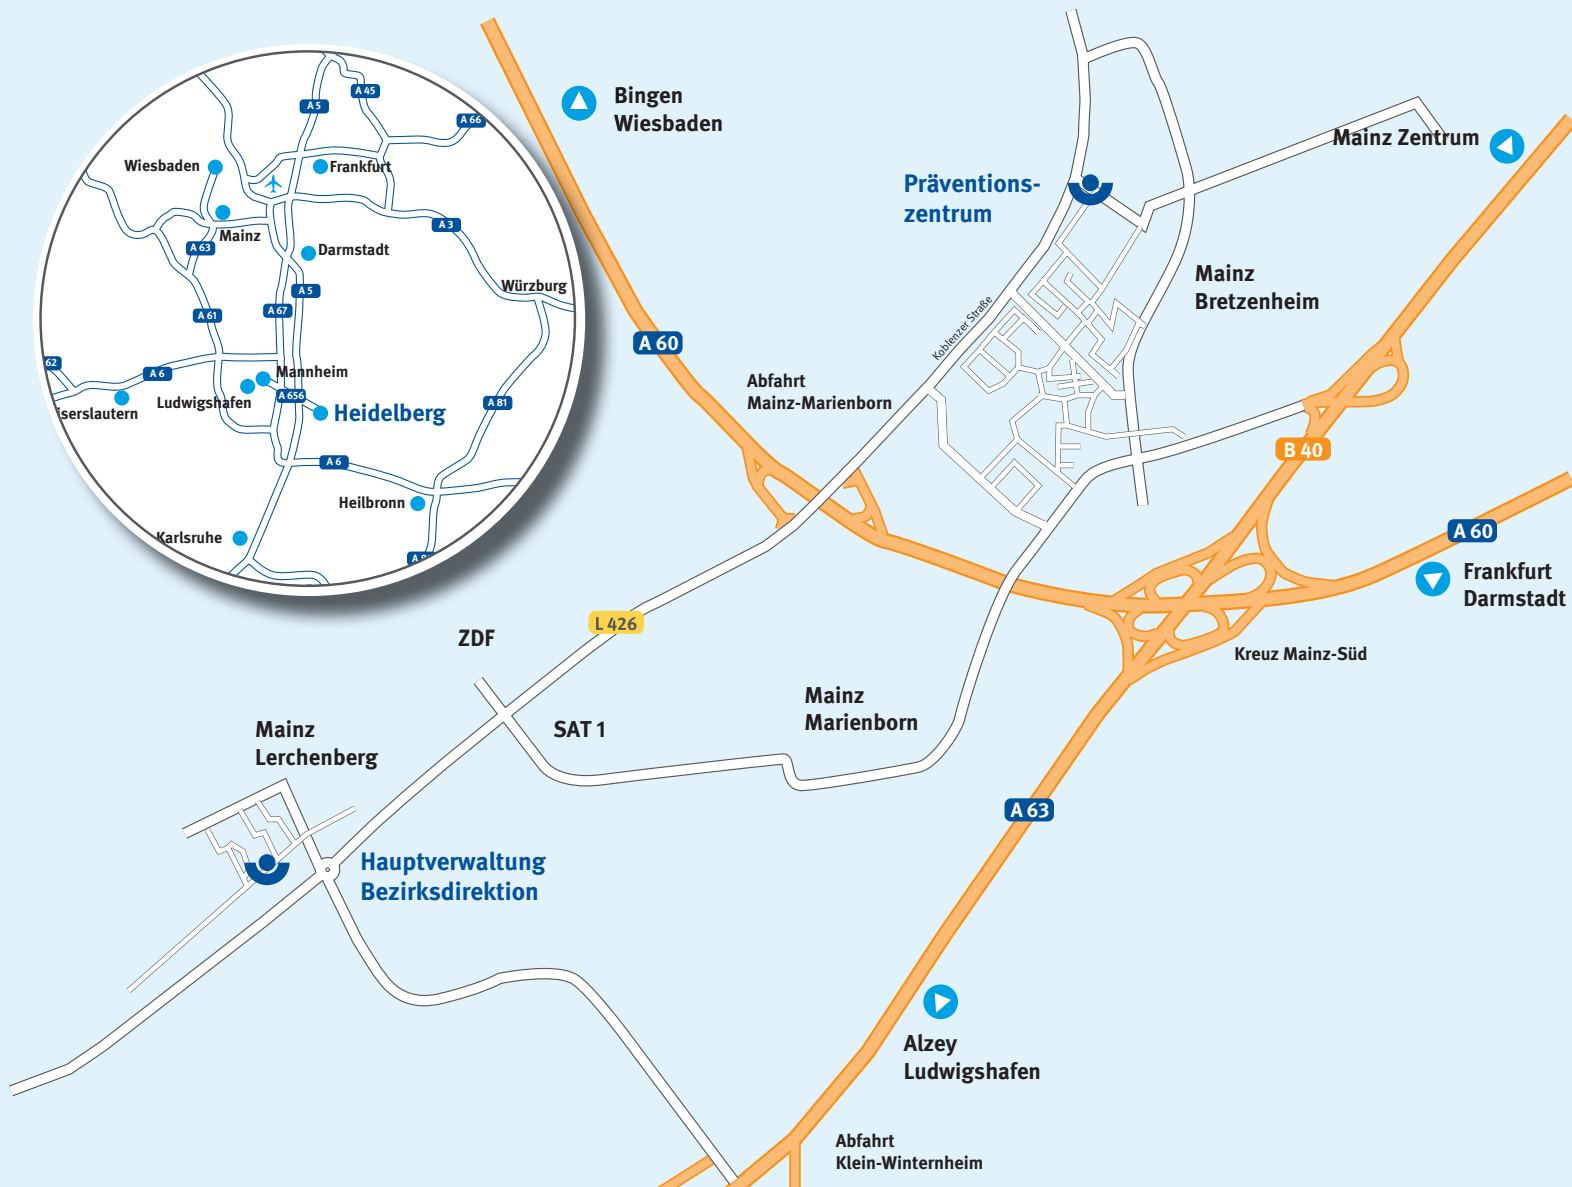 A 45
A 5
A 66
Wiesbaden
Frankfurt
Mainz
A 3
A 63
Darmstadt
A 5
Würzburg
A 67
A 61
62
A 6
Mannheim
Ludwigshafen
A 656
serslautern
Heidelberg
A 81
A 6
Heilbronn
Karlsruhe
Bingen
Wiesbaden
Mainz Zentrum
Präventions-
zentrum
Mainz
Bretzenheim
Koblenzer Straße
A 60
Abfahrt
Mainz-Marienborn
B 40
A 60
Frankfurt
Darmstadt
L 426
ZDF
Kreuz Mainz-Süd
Mainz
Marienborn
SAT 1
Mainz
Lerchenberg
A 63
Hauptverwaltung
Bezirksdirektion
Alzey
Ludwigshafen
Abfahrt
Klein-Winternheim